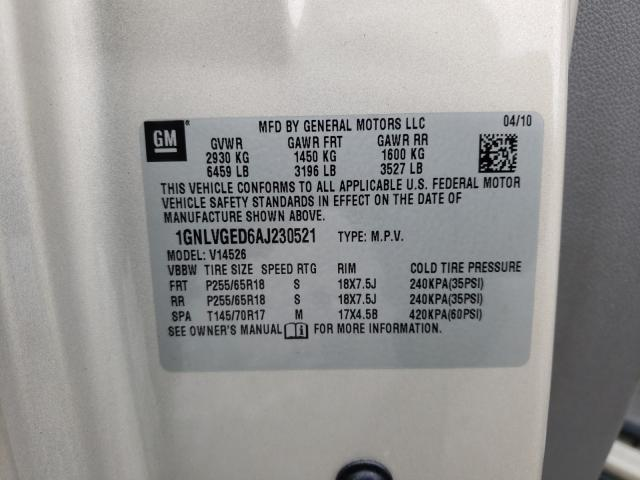 GM ® MFD BY GENERAL MOTORS LLC 04/10
GVWR GAWR FRT GAWR RR
2930 KG 1450 KG 1600 KG
6459 LB 3196 LB 3527 LB
THIS VEHICLE CONFORMS TO ALL APPLICABLE U.S. FEDERAL MOTOR
VEHICLE SAFETY STANDARDS IN EFFECT ON THE DATE OF
MANUFACTURE SHOWN ABOVE.
1GNLVGED6AJ230521 TYPE: M.P.V.
MODEL: V14526
VBBW TIRE SIZE SPEED RTG RIM COLD TIRE PRESSURE
FRT P255/65R18 S 18X7.5J 240KPA(35PSI)
RR P255/65R18 S 18X7.5J 240KPA(35PSI)
SPA T145/70R17 M 17X4.5B 420KPA(60PSI)
SEE OWNER'S MANUAL FOR MORE INFORMATION.